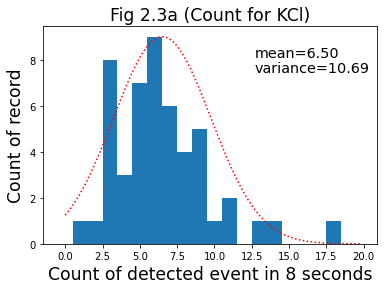 Fig 2.3a (Count for KCl)
mean=6.50
variance=10.69
Count of record
8
6
4
2
0
0.0 2.5 5.0 7.5 10.0 12.5 15.0 17.5 20.0
Count of detected event in 8 seconds